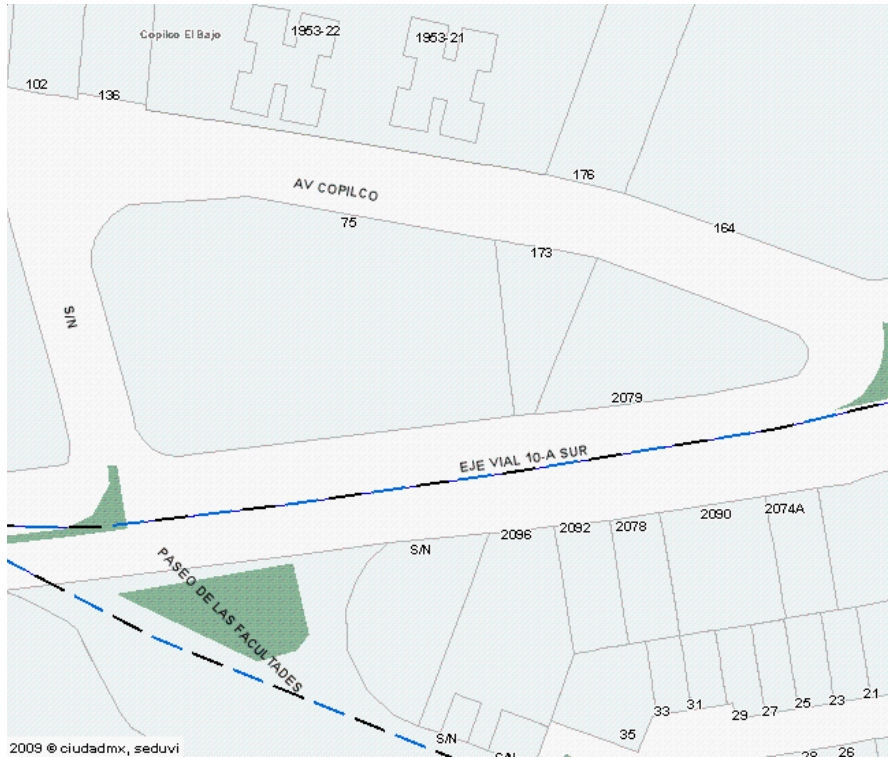 Copilco El Bajo
1953-22
1953-21
102
136
176
AV COPILCO
75
164
173
S/N
2079
EJE VIAL 10-A SUR
2096
2092
2078
2090
2074A
S/N
PASEO DE LAS FACULTADES
33
31
29
27
25
23
21
35
S/N
S/N
28
26
2009 © ciudadmx, seduvi